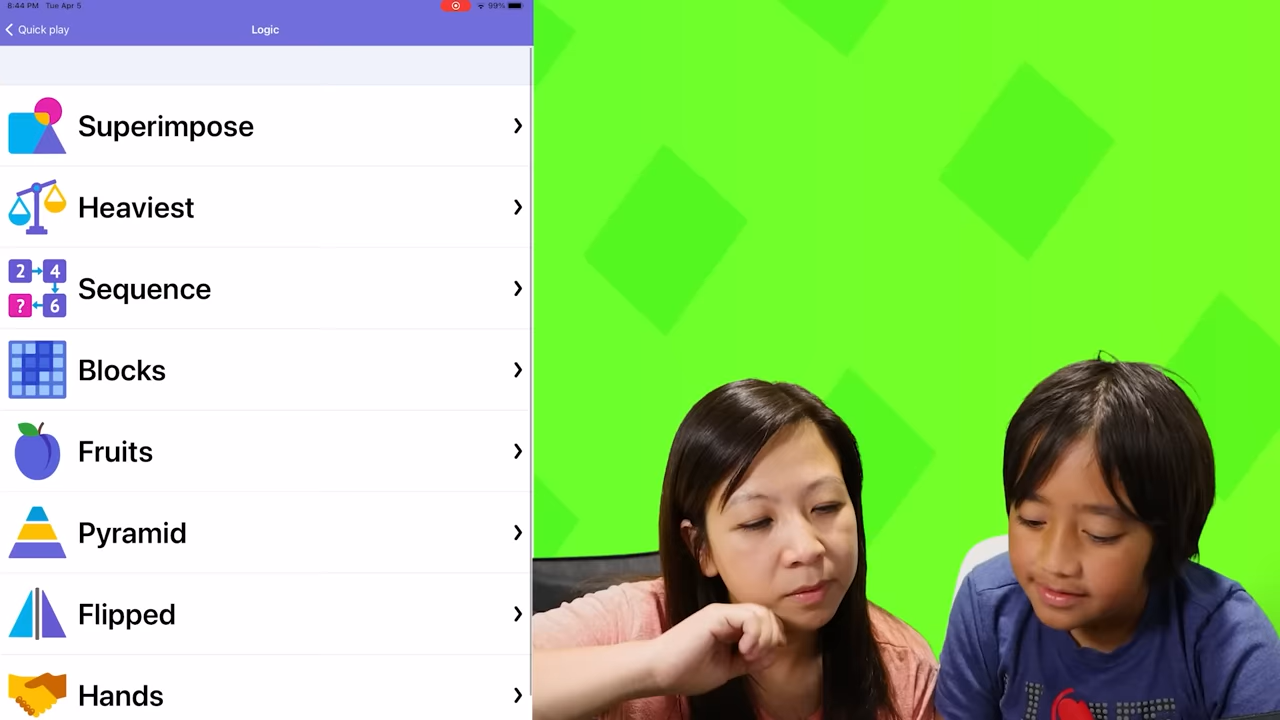 8:44 PM Tue Apr 5
99%
Quick play
Logic
Superimpose
Heaviest
2 4
? 6
Sequence
Blocks
Fruits
Pyramid
Flipped
Hands